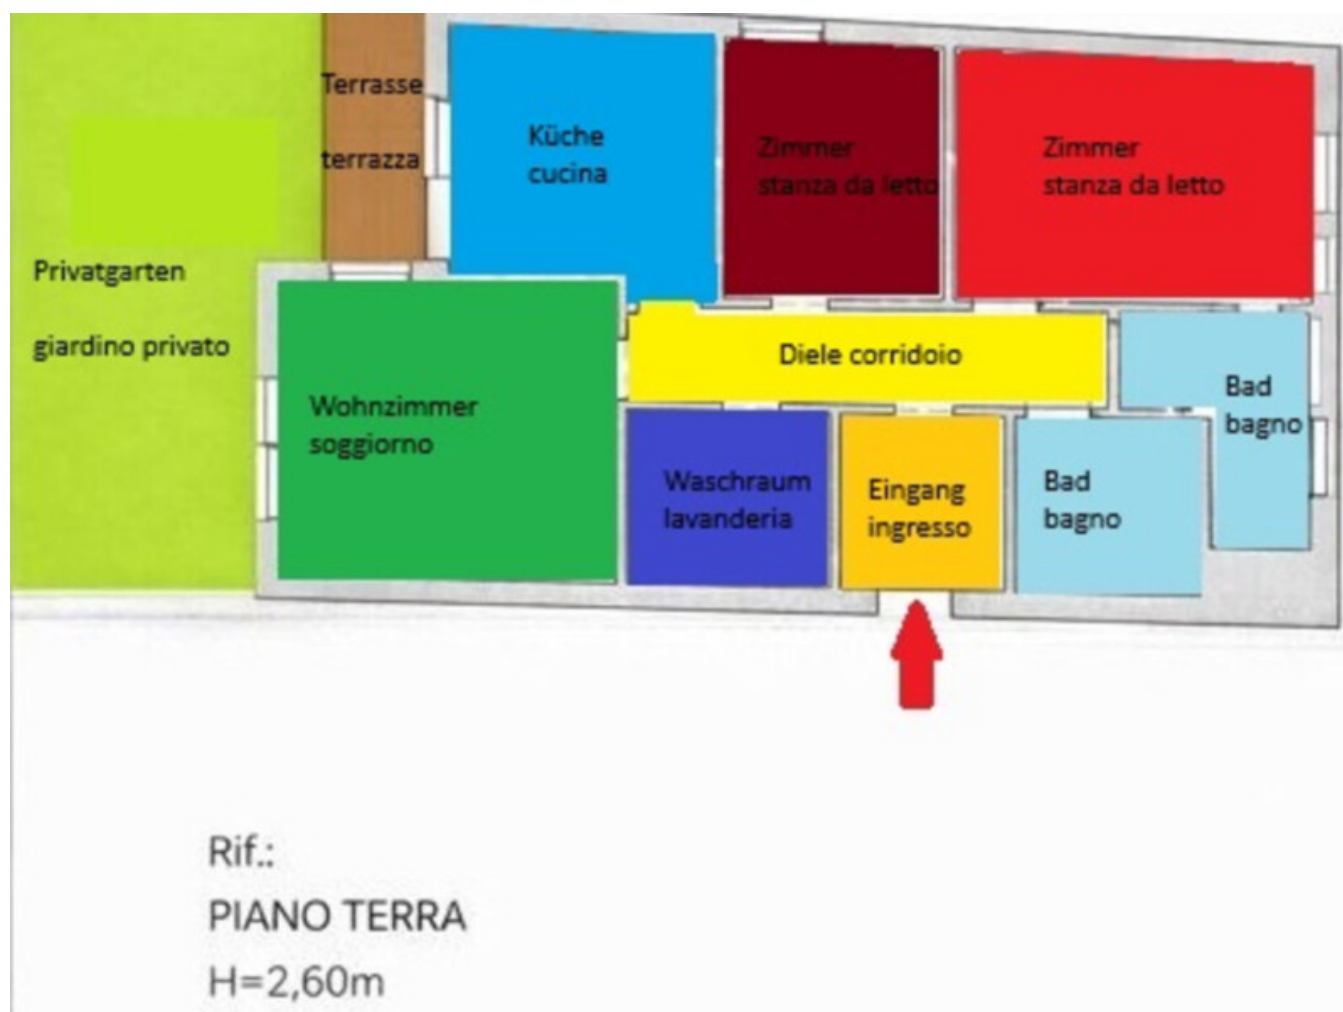 Terrasse
terrazza
Küche
cucina
Zimmer
stanza da letto
Zimmer
stanza da letto
Privatgarten
giardino privato
Wohnzimmer
soggiorno
Diele corridoio
Bad
bagno
Waschraum
lavanderia
Eingang
ingresso
Bad
bagno
Rif.:
PIANO TERRA
H=2,60m